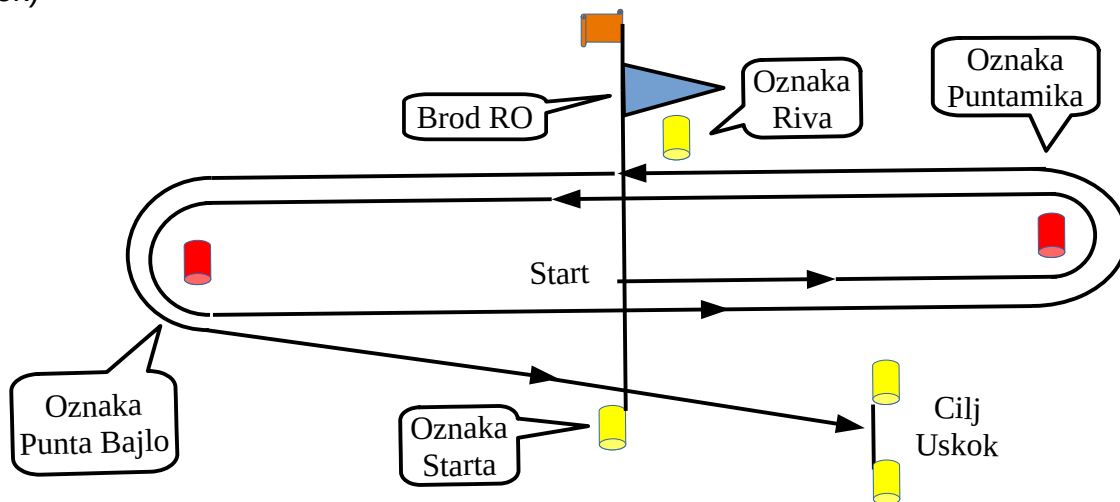 Oznaka
Puntamika
Oznaka
Riva
Brod RO
Start
Oznaka
Punta Bajlo
Oznaka
Starta
Cilj
Uskok